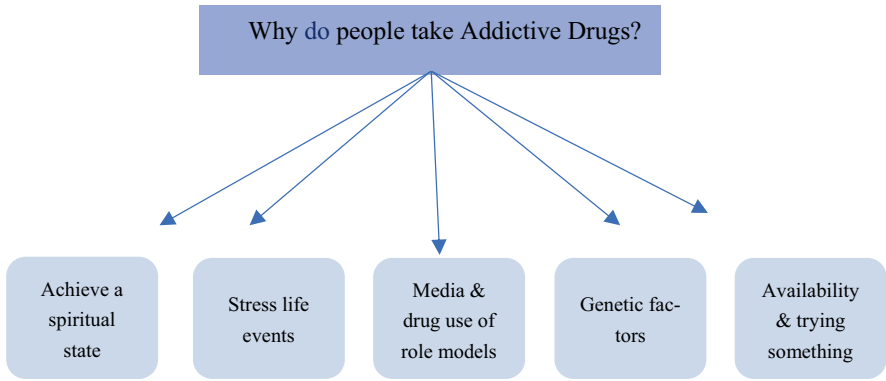 Why do people take Addictive Drugs?
Achieve a
spiritual
state
Stress life
events
Media &
drug use of
role models
Genetic fac-
tors
Availability
& trying
something